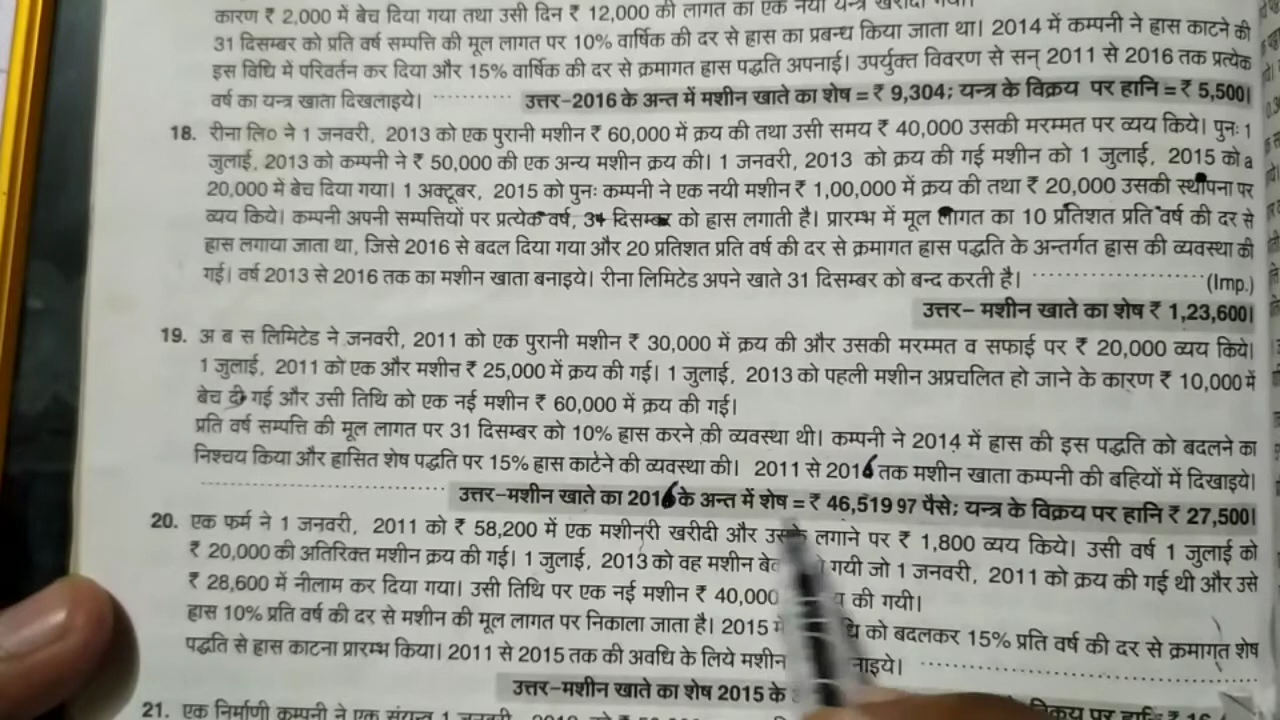 कारण ₹ 2,000 में बेच दिया गया तथा उसी दिन ₹ 12,000 की लागत का एक नया यन्त्र खरीदा गया।
31 दिसम्बर को प्रति वर्ष सम्पत्ति की मूल लागत पर 10% वार्षिक की दर से ह्रास का प्रबन्ध किया जाता था। 2014 में कम्पनी ने ह्रास काटने की
इस विधि में परिवर्तन कर दिया और 15% वार्षिक की दर से क्रमागत ह्रास पद्धति अपनाई। उपर्युक्त विवरण से सन् 2011 से 2016 तक प्रत्येक
वर्ष का यन्त्र खाता दिखलाइये। ........... उत्तर-2016 के अन्त में मशीन खाते का शेष = ₹ 9,304; यन्त्र के विक्रय पर हानि = ₹ 5,500।
18. रीना लि० ने 1 जनवरी, 2013 को एक पुरानी मशीन ₹ 60,000 में क्रय की तथा उसी समय ₹ 40,000 उसकी मरम्मत पर व्यय किये। पुनः 1
जुलाई, 2013 को कम्पनी ने ₹ 50,000 की एक अन्य मशीन क्रय की। 1 जनवरी, 2013 को क्रय की गई मशीन को 1 जुलाई, 2015 को a
20,000 में बेच दिया गया। 1 अक्टूबर, 2015 को पुनः कम्पनी ने एक नयी मशीन ₹ 1,00,000 में क्रय की तथा ₹ 20,000 उसकी स्थापना पर
व्यय किये। कम्पनी अपनी सम्पत्तियों पर प्रत्येक वर्ष, 31 दिसम्बर को ह्रास लगाती है। प्रारम्भ में मूल लागत का 10 प्रतिशत प्रति वर्ष की दर से
ह्रास लगाया जाता था, जिसे 2016 से बदल दिया गया और 20 प्रतिशत प्रति वर्ष की दर से क्रमागत ह्रास पद्धति के अन्तर्गत ह्रास की व्यवस्था की
गई। वर्ष 2013 से 2016 तक का मशीन खाता बनाइये। रीना लिमिटेड अपने खाते 31 दिसम्बर को बन्द करती है। ........................ (Imp.)
उत्तर– मशीन खाते का शेष ₹ 1,23,600।
19. अ ब स लिमिटेड ने जनवरी, 2011 को एक पुरानी मशीन ₹ 30,000 में क्रय की और उसकी मरम्मत व सफाई पर ₹ 20,000 व्यय किये।
1 जुलाई, 2011 को एक और मशीन ₹ 25,000 में क्रय की गई। 1 जुलाई, 2013 को पहली मशीन अप्रचलित हो जाने के कारण ₹ 10,000 में
बेच दी गई और उसी तिथि को एक नई मशीन ₹ 60,000 में क्रय की गई।
प्रति वर्ष सम्पत्ति की मूल लागत पर 31 दिसम्बर को 10% ह्रास करने की व्यवस्था थी। कम्पनी ने 2014 में ह्रास की इस पद्धति को बदलने का
निश्चय किया और ह्रासित शेष पद्धति पर 15% ह्रास काटेने की व्यवस्था की। 2011 से 2016 तक मशीन खाता कम्पनी की बहियों में दिखाइये।
................................ उत्तर-मशीन खाते का 2016 के अन्त में शेष = ₹ 46,519 97 पैसे; यन्त्र के विक्रय पर हानि ₹ 27,500।
20. एक फर्म ने 1 जनवरी, 2011 को ₹ 58,200 में एक मशीनरी खरीदी और उसके लगाने पर ₹ 1,800 व्यय किये। उसी वर्ष 1 जुलाई को
₹ 20,000 की अतिरिक्त मशीन क्रय की गई। 1 जुलाई, 2013 को वह मशीन गयी जो 1 जनवरी, 2011 को क्रय की गई थी और उसे
₹ 28,600 में नीलाम कर दिया गया। उसी तिथि पर एक नई मशीन ₹ 40,000 की गयी।
ह्रास 10% प्रति वर्ष की दर से मशीन की मूल लागत पर निकाला जाता है। 2015 को बदलकर 15% प्रति वर्ष की दर से क्रमागत शेष
पद्धति से ह्रास काटना प्रारम्भ किया। 2011 से 2015 तक की अवधि के लिये मशीन ................................
उत्तर-मशीन खाते का शेष 2015 के
21. एक निर्माणी कम्पनी ने एक संयन्त्र 1 जनवरी,